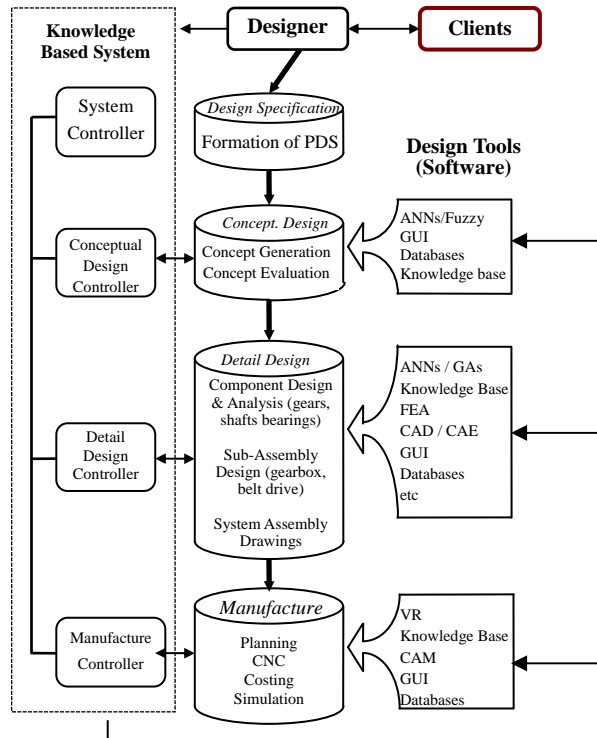 Knowledge
Based System
Designer
Clients
System
Controller
Design Specification
Formation of PDS
Design Tools
(Software)
Conceptual
Design
Controller
Concept. Design
Concept Generation
Concept Evaluation
ANNs/Fuzzy
GUI
Databases
Knowledge base
Detail
Design
Controller
Detail Design
Component Design
& Analysis (gears,
shafts bearings)
Sub-Assembly
Design (gearbox,
belt drive)
System Assembly
Drawings
ANNs / GAs
Knowledge Base
FEA
CAD / CAE
GUI
Databases
etc
Manufacture
Controller
Manufacture
Planning
CNC
Costing
Simulation
VR
Knowledge Base
CAM
GUI
Databases